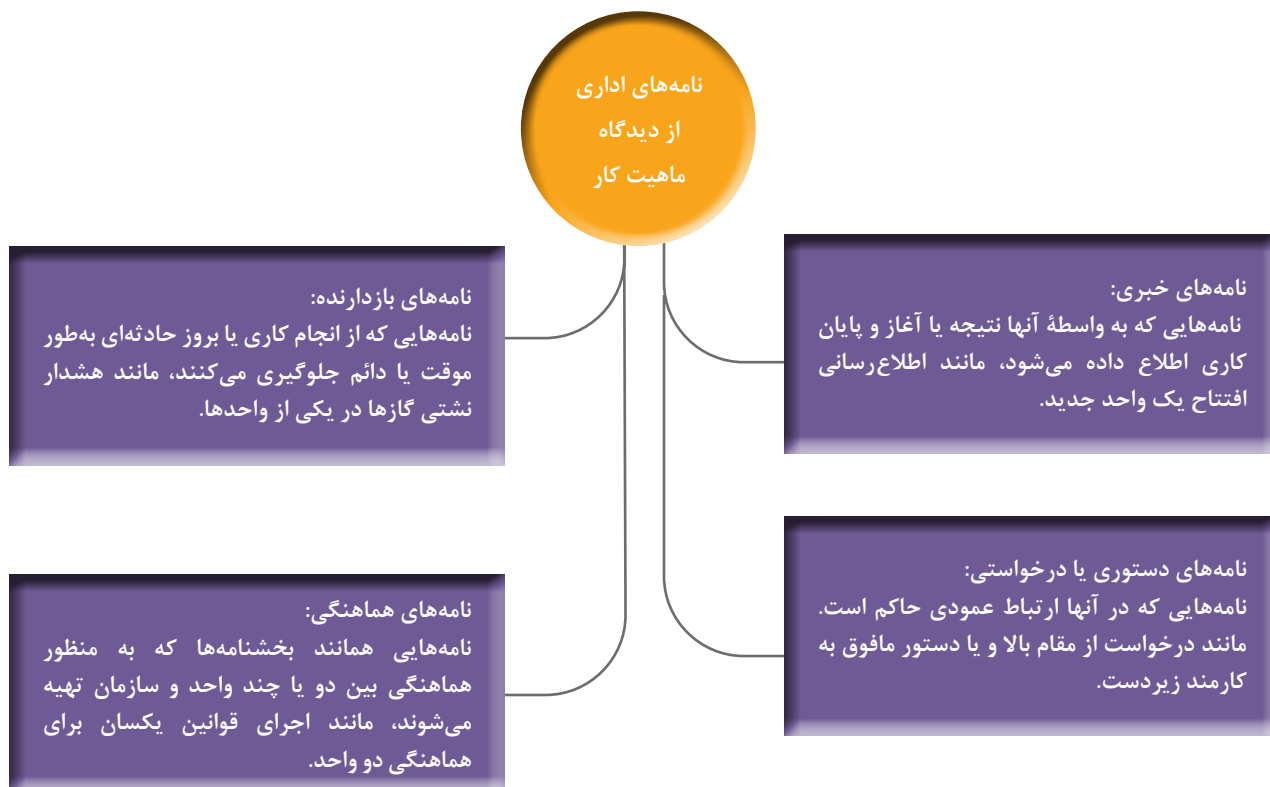 نامه‌های اداری
از دیدگاه
ماهیت کار
نامه‌های خبری:
نامه‌هایی که به واسطهٔ آنها نتیجه یا آغاز و پایان
کاری اطلاع داده می‌شود، مانند اطلاع‌رسانی
افتتاح یک واحد جدید.
نامه‌های بازدارنده:
نامه‌هایی که از انجام کاری یا بروز حادثه‌ای به‌طور
موقت یا دائم جلوگیری می‌کنند، مانند هشدار
نشتی گازها در یکی از واحدها.
نامه‌های دستوری یا درخواستی:
نامه‌هایی که در آنها ارتباط عمودی حاکم است.
مانند درخواست از مقام بالا و یا دستور مافوق به
کارمند زیردست.
نامه‌های هماهنگی:
نامه‌هایی همانند بخشنامه‌ها که به منظور
هماهنگی بین دو یا چند واحد و سازمان تهیه
می‌شوند، مانند اجرای قوانین یکسان برای
هماهنگی دو واحد.